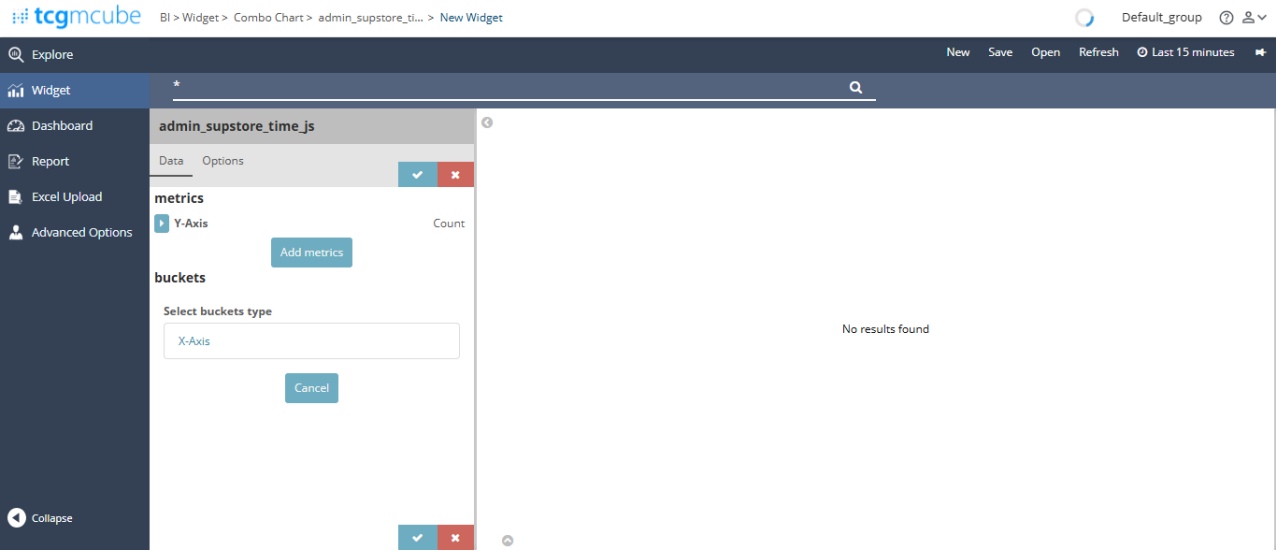 tcgmcube
BI > Widget > Combo Chart > admin_supstore_ti... > New Widget
Default_group
Explore
New Save Open Refresh Last 15 minutes
Widget
*
Dashboard
Report
Excel Upload
Advanced Options
Collapse
admin_supstore_time_js
Data Options
metrics
Y-Axis Count
Add metrics
buckets
Select buckets type
X-Axis
Cancel
No results found